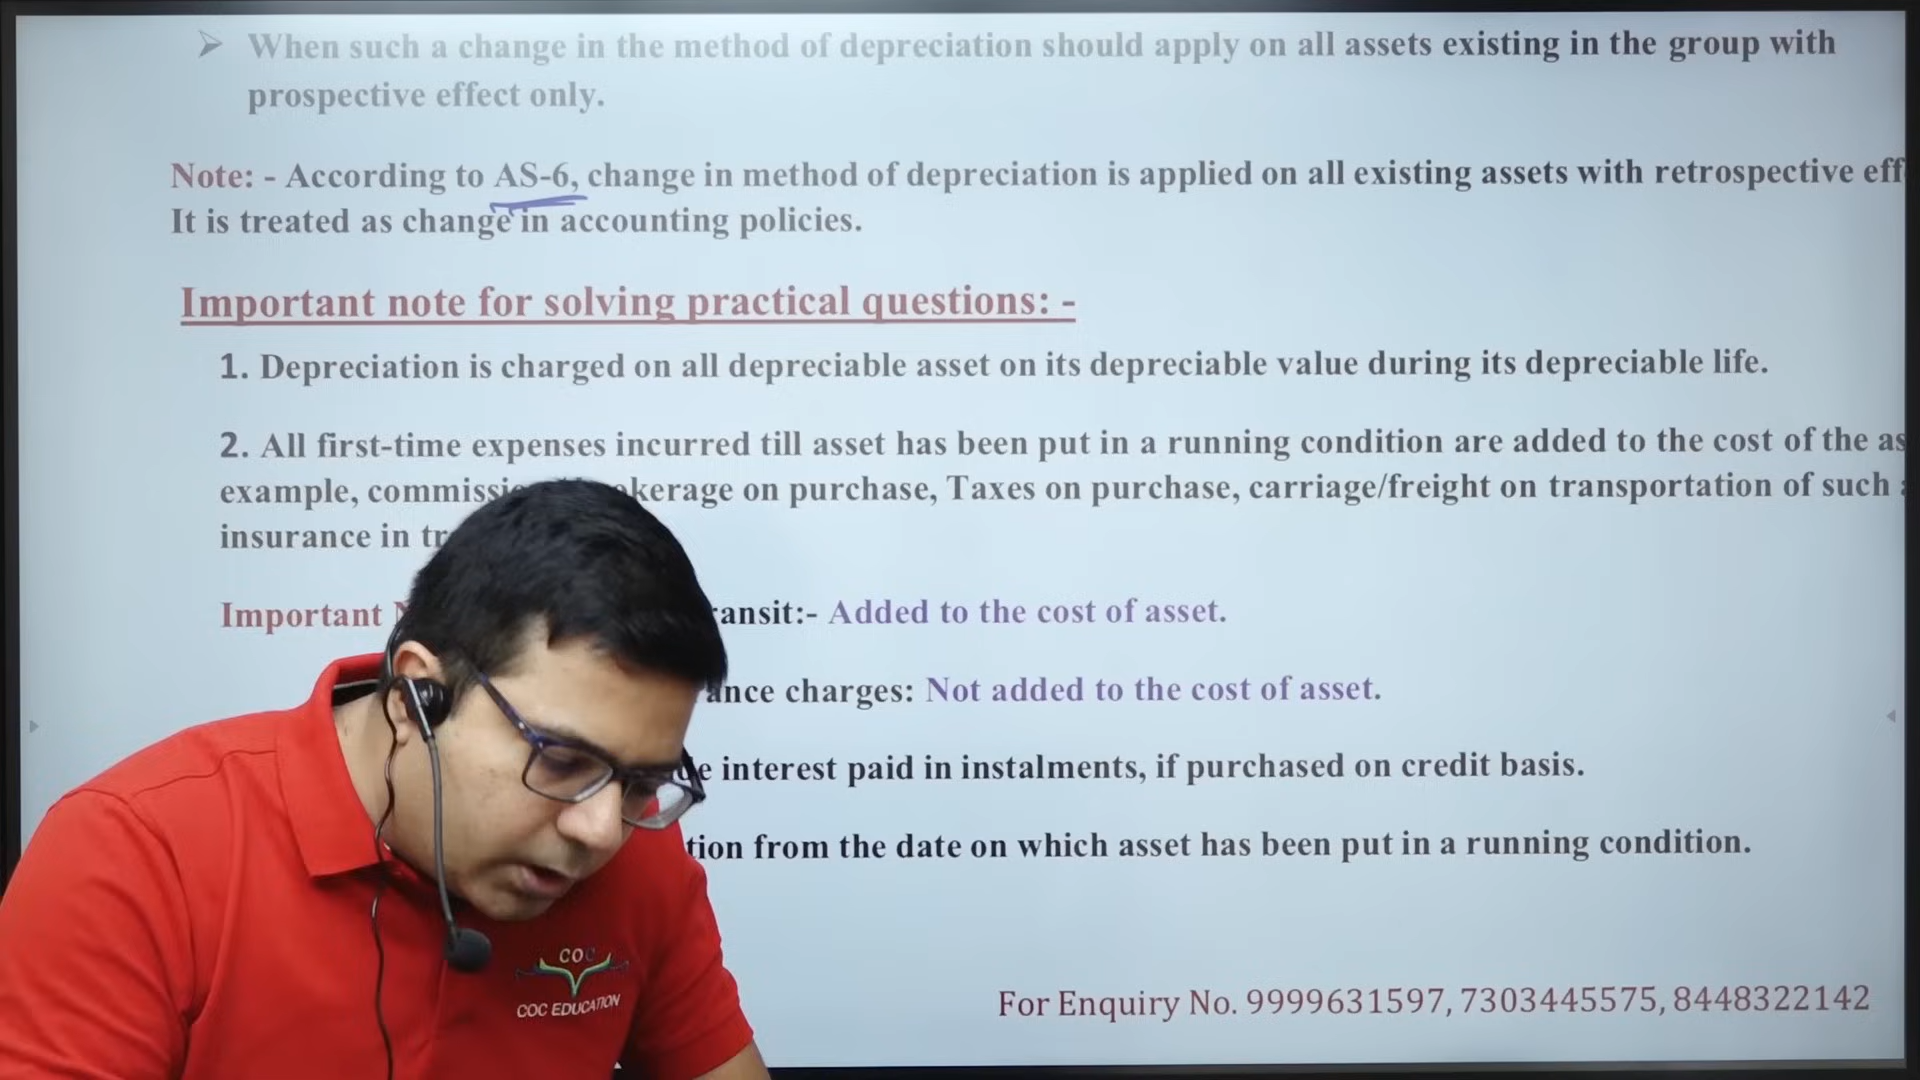 ➢ When such a change in the method of depreciation should apply on all assets existing in the group with
prospective effect only.
Note: - According to AS-6, change in method of depreciation is applied on all existing assets with retrospective eff
It is treated as change in accounting policies.
Important note for solving practical questions: -
1. Depreciation is charged on all depreciable asset on its depreciable value during its depreciable life.
2. All first-time expenses incurred till asset has been put in a running condition are added to the cost of the as
example, commissio kerage on purchase, Taxes on purchase, carriage/freight on transportation of such
insurance in tr
Important ansit:- Added to the cost of asset.
ance charges: Not added to the cost of asset.
e interest paid in instalments, if purchased on credit basis.
tion from the date on which asset has been put in a running condition.
COC
COC EDUCATION
For Enquiry No. 9999631597, 7303445575, 8448322142